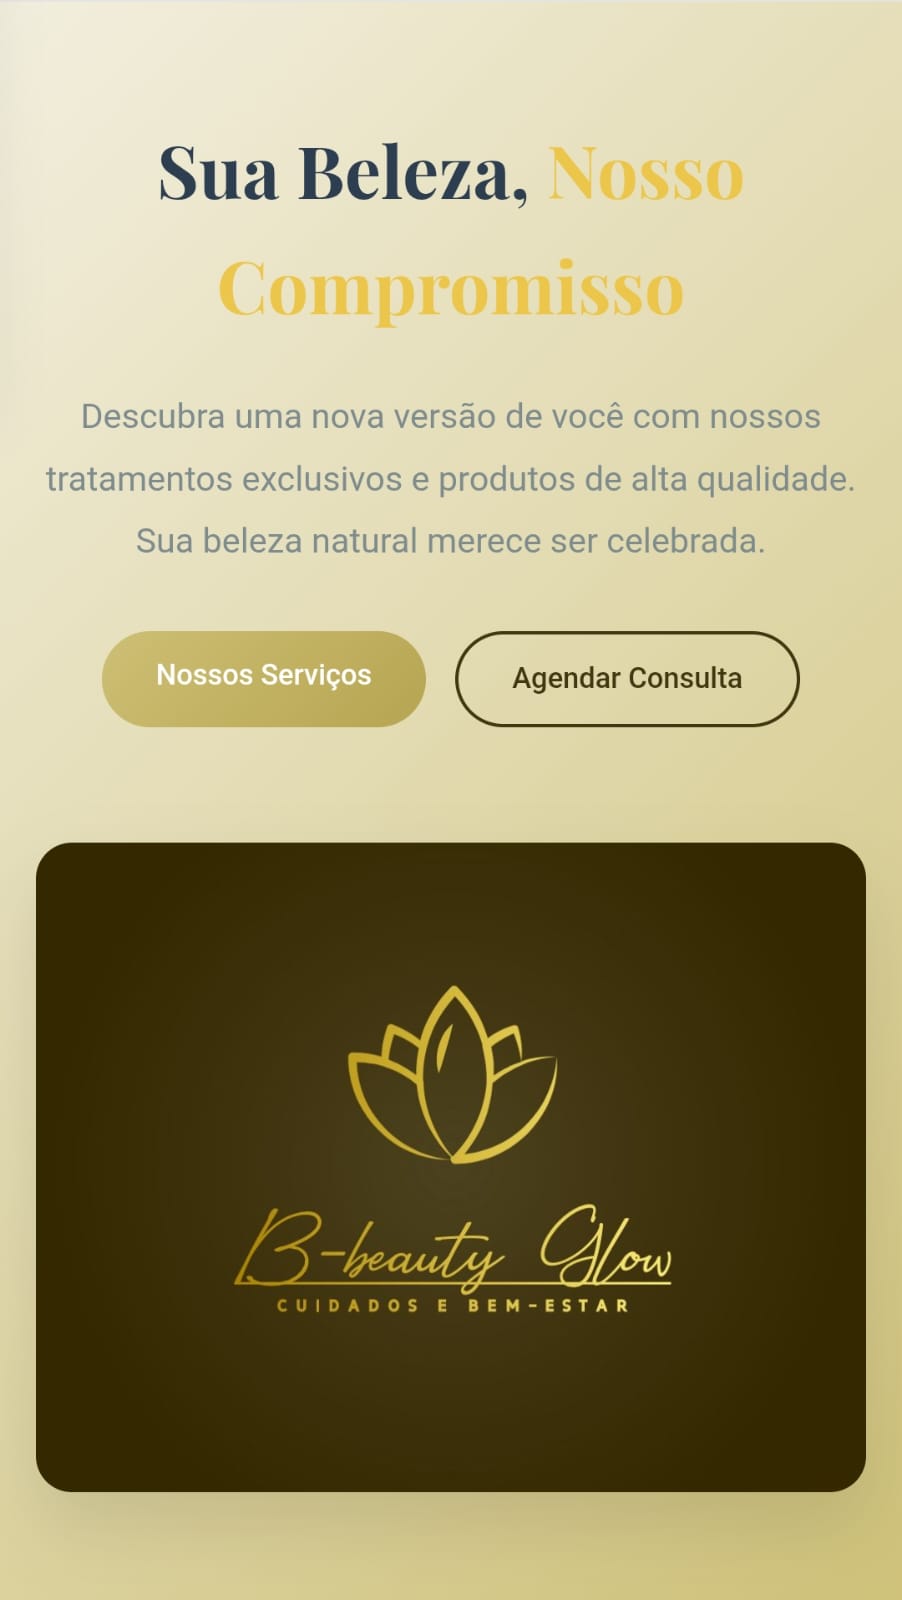 Sua Beleza, Nosso
Compromisso
Descubra uma nova versão de você com nossos
tratamentos exclusivos e produtos de alta qualidade.
Sua beleza natural merece ser celebrada.
Nossos Serviços
Agendar Consulta
B-beauty Glow
CUIDADOS E BEM-ESTAR